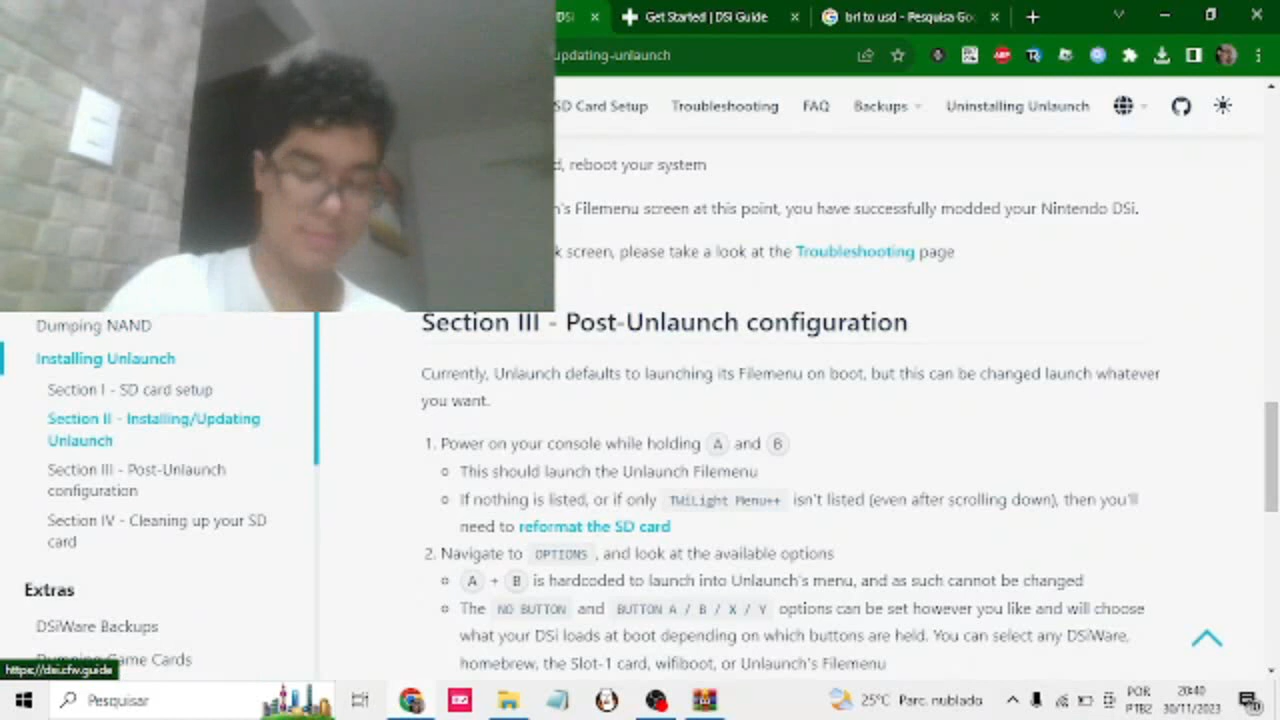 DSi
Get Started | DSi Guide
brl to usd - Pesquisa Go
updating-unlaunch
SD Card Setup
Troubleshooting
FAQ
Backups
Uninstalling Unlaunch
d, reboot your system
's Filemenu screen at this point, you have successfully modded your Nintendo DSi.
k screen, please take a look at the Troubleshooting page
Dumping NAND
Installing Unlaunch
Section I - SD card setup
Section II - Installing/Updating
Unlaunch
Section III - Post-Unlaunch
configuration
Section IV - Cleaning up your SD
card
Extras
DSiWare Backups
Dumping Game Cards
https://dsi.cfw.guide
Section III - Post-Unlaunch configuration
Currently, Unlaunch defaults to launching its Filemenu on boot, but this can be changed launch whatever
you want.
1. Power on your console while holding A and B
This should launch the Unlaunch Filemenu
If nothing is listed, or if only TWiLight Menu++ isn't listed (even after scrolling down), then you'll
need to reformat the SD card
2. Navigate to OPTIONS, and look at the available options
A + B is hardcoded to launch into Unlaunch's menu, and as such cannot be changed
The NO BUTTON and BUTTON A / B / X / Y options can be set however you like and will choose
what your DSi loads at boot depending on which buttons are held. You can select any DSiWare,
homebrew, the Slot-1 card, wifiboot, or Unlaunch's Filemenu
Pesquisar
25°C Parc. nublado
POR
PTB2
20:40
30/11/2023